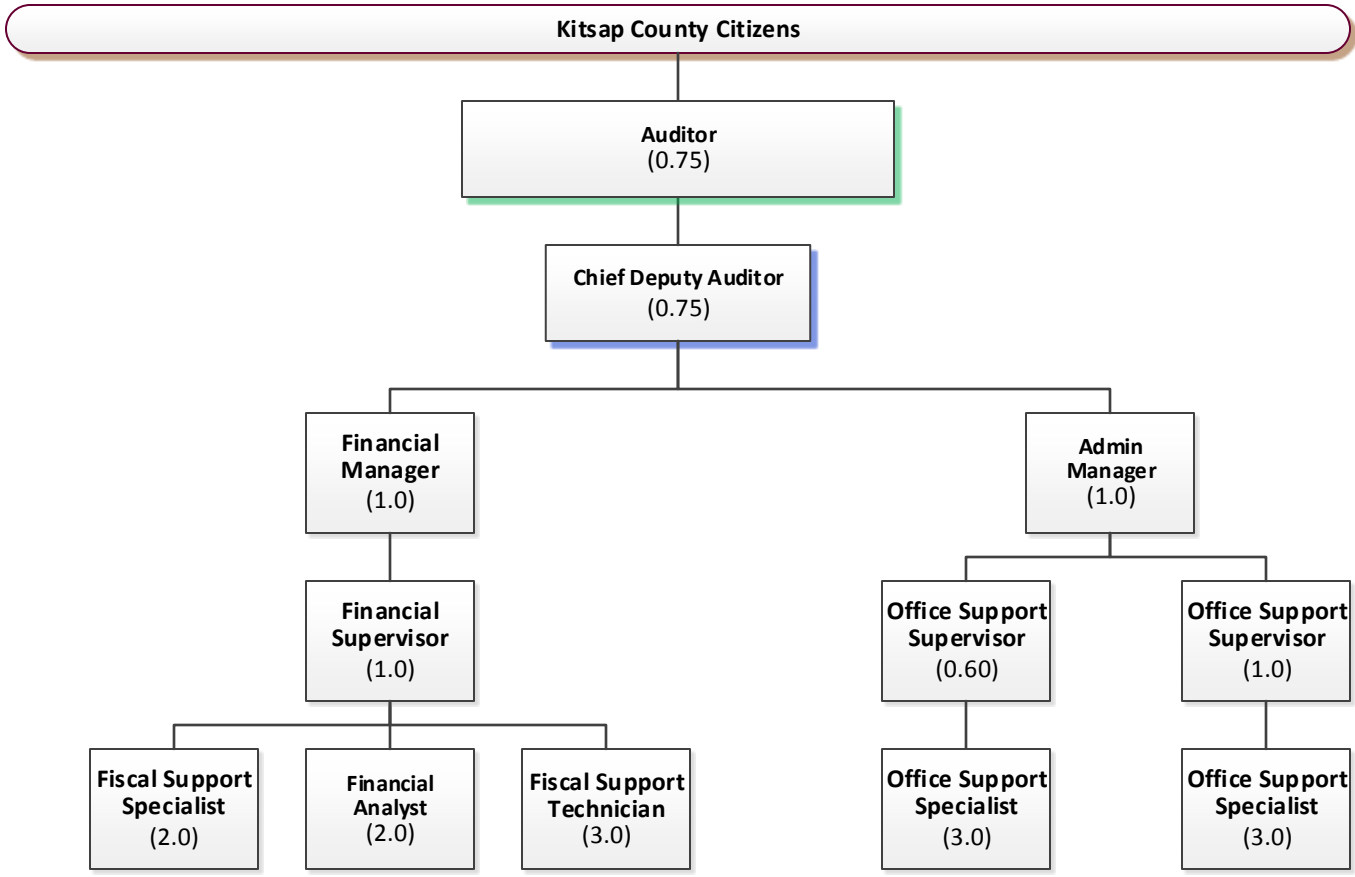 Kitsap County Citizens
Auditor
(0.75)
Chief Deputy Auditor
(0.75)
Financial
Manager
(1.0)
Admin
Manager
(1.0)
Financial
Supervisor
(1.0)
Office Support
Supervisor
(0.60)
Office Support
Supervisor
(1.0)
Fiscal Support
Specialist
(2.0)
Financial
Analyst
(2.0)
Fiscal Support
Technician
(3.0)
Office Support
Specialist
(3.0)
Office Support
Specialist
(3.0)